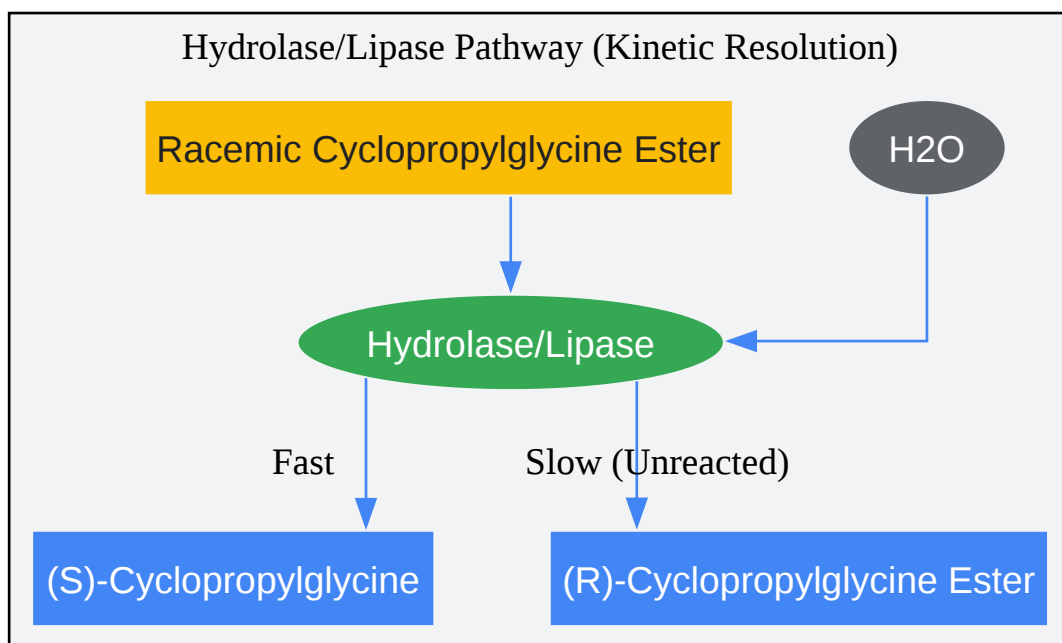 Hydrolase/Lipase Pathway (Kinetic Resolution)
Racemic Cyclopropylglycine Ester
H2O
Hydrolase/Lipase
Fast
Slow (Unreacted)
(S)-Cyclopropylglycine
(R)-Cyclopropylglycine Ester